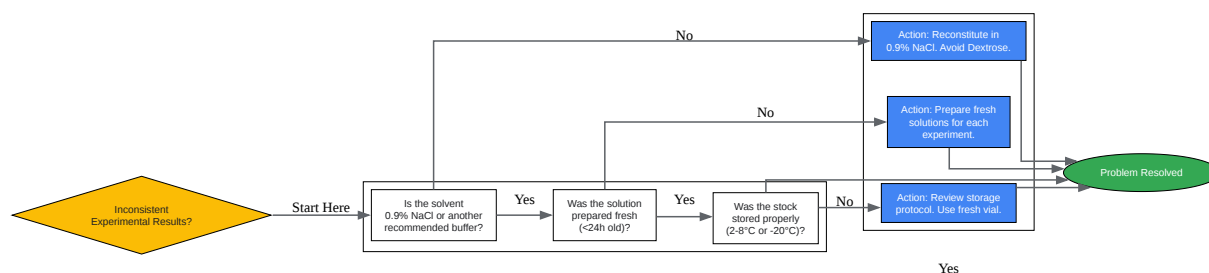 Inconsistent
Experimental Results?
Start Here
Is the solvent
0.9% NaCl or another
recommended buffer?
Yes
Was the solution
prepared fresh
(<24h old)?
Yes
Was the stock
stored properly
(2-8°C or -20°C)?
No
No
No
Action: Reconstitute in
0.9% NaCl. Avoid Dextrose.
Action: Prepare fresh
solutions for each
experiment.
Action: Review storage
protocol. Use fresh vial.
Problem Resolved
Yes